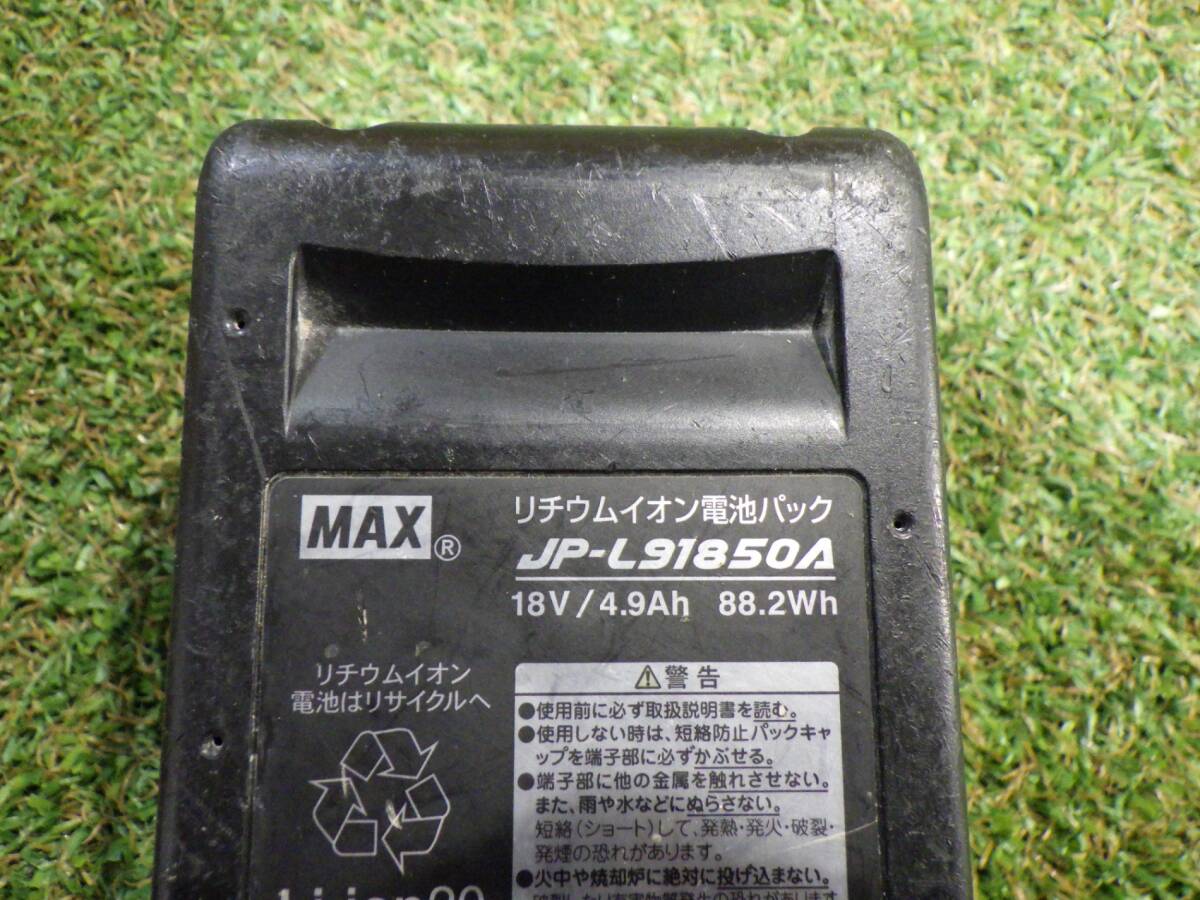 MAX®
リチウムイオン電池パック
JP-L91850A
18V/4.9Ah 88.2Wh
リチウムイオン
電池はリサイクルへ
⚠警告
●使用前に必ず取扱説明書を読む。
●使用しない時は、短絡防止パックキャ
ップを端子部に必ずかぶせる。
●端子部に他の金属を触れさせない。
また、雨や水などにぬらさない。
短絡(ショート)して、発熱・発火・破裂・
発煙の恐れがあります。
●火中や焼却炉に絶対に投げ込まない。